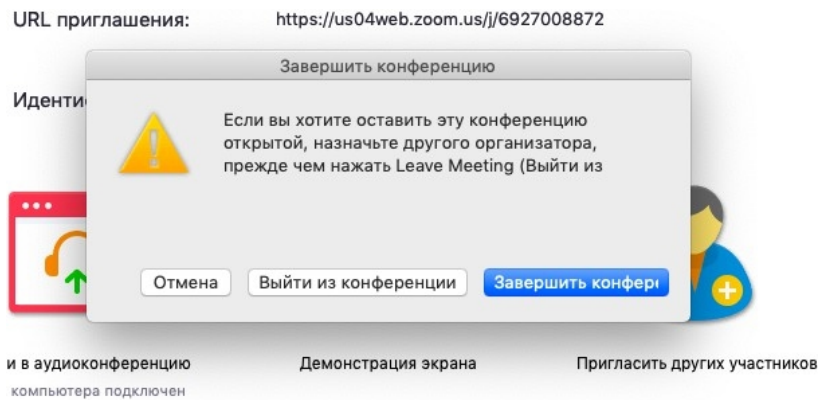 URL приглашения: https://us04web.zoom.us/j/6927008872
Завершить конференцию
Если вы хотите оставить эту конференцию
открытой, назначьте другого организатора,
прежде чем нажать Leave Meeting (Выйти из
Отмена Выйти из конференции Завершить
и в аудиоконференцию Демонстрация экрана Пригласить других участников
компьютера подключен